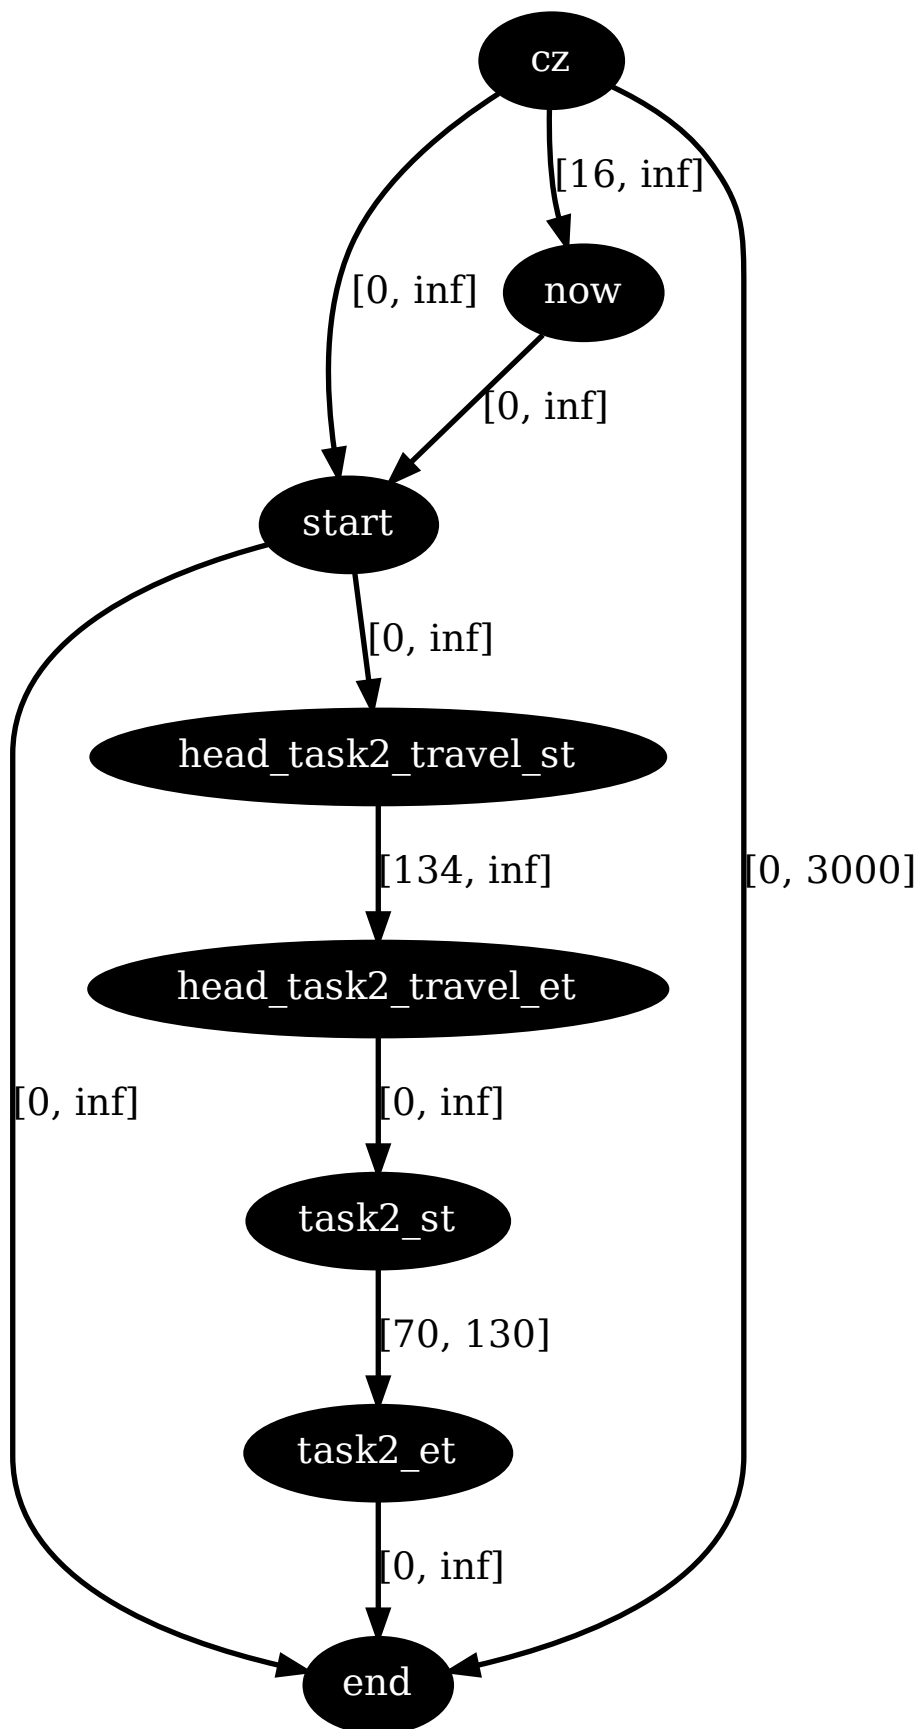 cz
[16, inf]
[0, inf]
now
[0, inf]
start
[0, inf]
head_task2_travel_st
[134, inf]
[0, 3000]
head_task2_travel_et
[0, inf]
[0, inf]
task2_st
[70, 130]
task2_et
[0, inf]
end